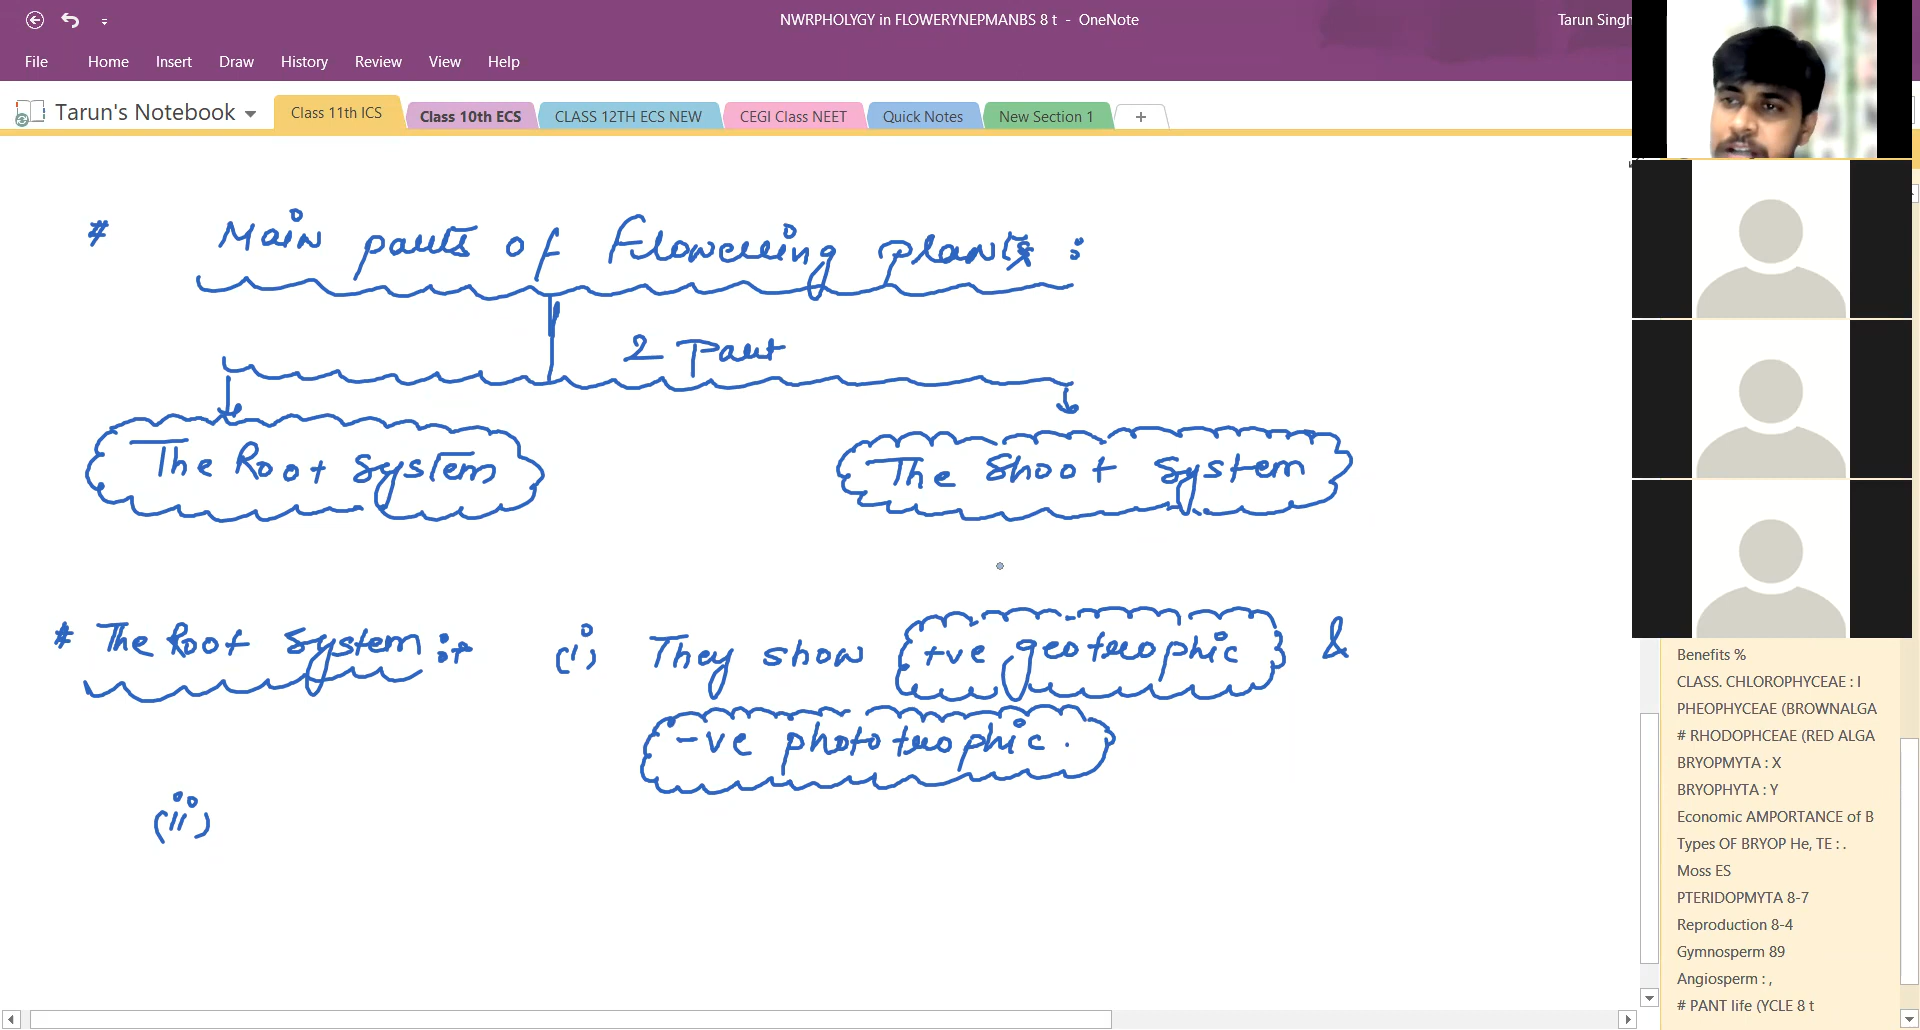 NWRPHOLYGY in FLOWERYNEPMANBS 8 t - OneNote
Tarun Singh
File Home Insert Draw History Review View Help
Tarun's Notebook
Class 11th ICS Class 10th ECS CLASS 12TH ECS NEW CEGI Class NEET Quick Notes New Section 1 +
# Main parts of Flowering plants :
2 Part
The Root System The Shoot System
# The Root System :→ (i) They show +ve geotrophic &
-ve phototrophic.
(ii)
Benefits %
CLASS. CHLOROPHYCEAE : I
PHEOPHYCEAE (BROWNALGA
# RHODOPHCEAE (RED ALGA
BRYOPMYTA : X
BRYOPHYTA : Y
Economic AMPORTANCE of B
Types OF BRYOP He, TE : .
Moss ES
PTERIDOPMYTA 8-7
Reproduction 8-4
Gymnosperm 89
Angiosperm : ,
# PANT life (YCLE 8 t